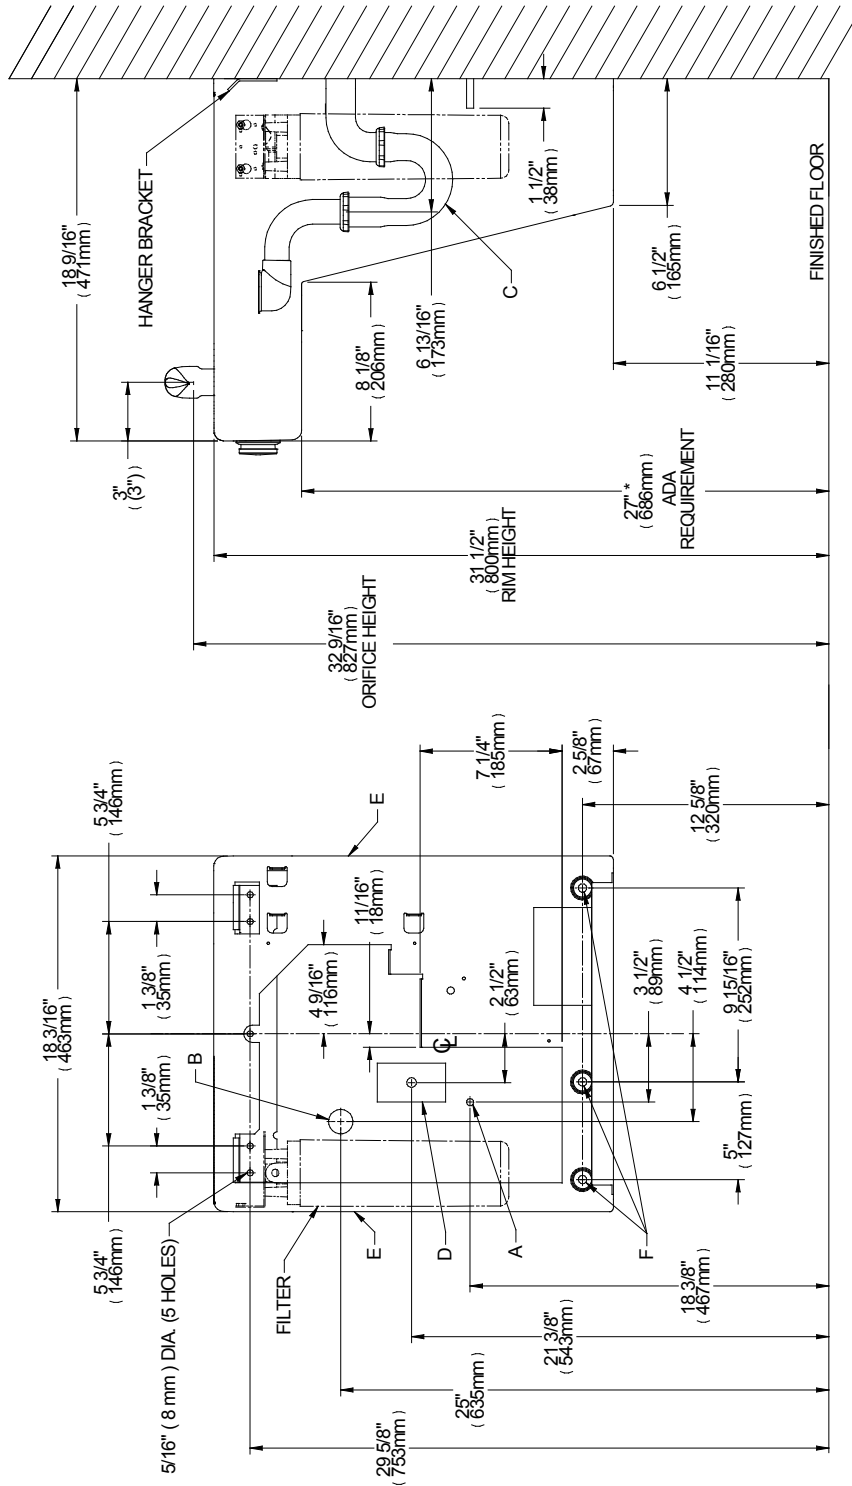 18 3/16"
( 463mm )
5 3/4"
( 146mm )
5 3/4"
( 146mm )
1 3/8"
( 35mm )
1 3/8"
( 35mm )
5/16" ( 8 mm ) DIA. (5 HOLES)
B
FILTER
E
E
4 9/16"
( 116mm )
11/16"
( 18mm )
29 5/8"
( 753mm )
25"
( 635mm )
21 3/8"
( 543mm )
18 3/8"
( 467mm )
D
A
F
CL
2 1/2"
( 63mm )
7 1/4"
( 185mm )
2 5/8"
( 67mm )
3 1/2"
( 89mm )
4 1/2"
( 114mm )
9 15/16"
( 252mm )
5"
( 127mm )
12 5/8"
( 320mm )
18 9/16"
( 471mm )
3"
( (3") )
HANGER BRACKET
32 9/16"
( 827mm )
ORIFICE HEIGHT
31 1/2"
( 800mm )
RIM HEIGHT
27" *
( 686mm )
ADA
REQUIREMENT
8 1/8"
( 206mm )
6 13/16"
( 173mm )
C
1 1/2"
( 38mm )
6 1/2"
( 165mm )
11 1/16"
( 280mm )
FINISHED FLOOR